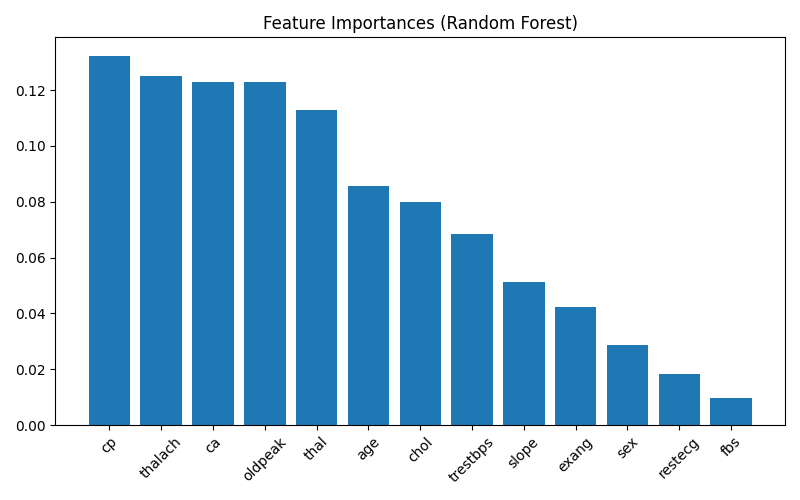 Feature Importances (Random Forest)
0.12
0.10
0.08
0.06
0.04
0.02
0.00
cp
thalach
ca
oldpeak
thal
age
chol
trestbps
slope
exang
sex
restecg
fbs